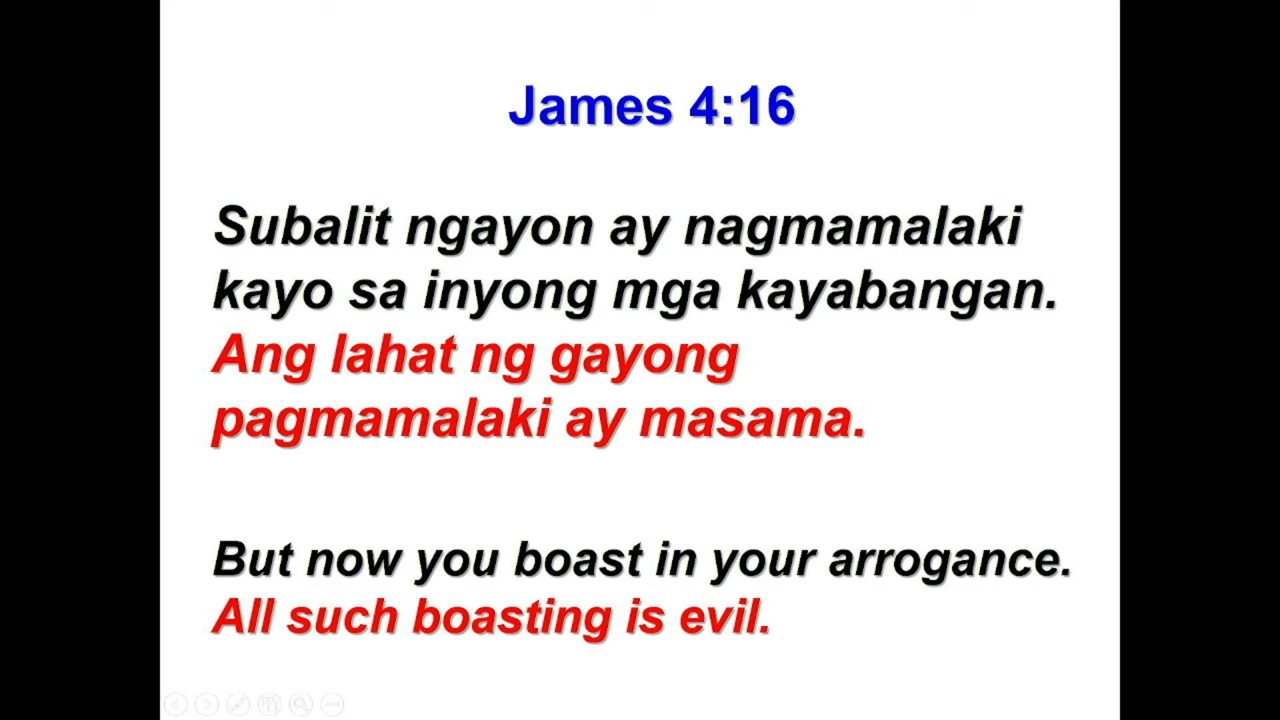 James 4:16
Subalit ngayon ay nagmamalaki
kayo sa inyong mga kayabangan.
Ang lahat ng gayong
pagmamalaki ay masama.
But now you boast in your arrogance.
All such boasting is evil.